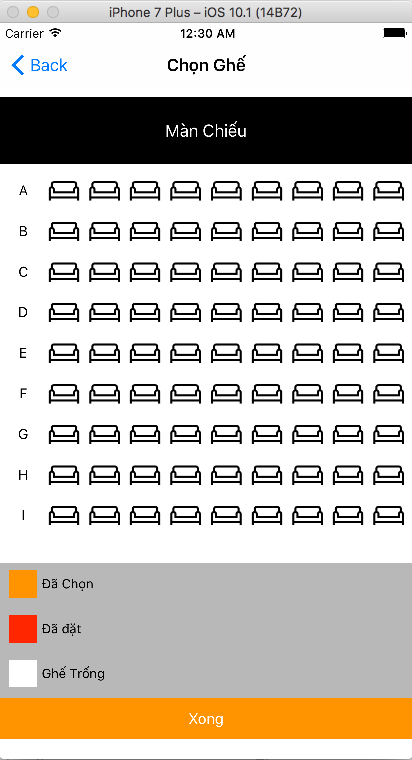 iPhone 7 Plus – iOS 10.1 (14B72)
Carrier 12:30 AM
Back Chọn Ghế
Màn Chiếu
A
B
C
D
E
F
G
H
I
Đã Chọn
Đã đặt
Ghế Trống
Xong